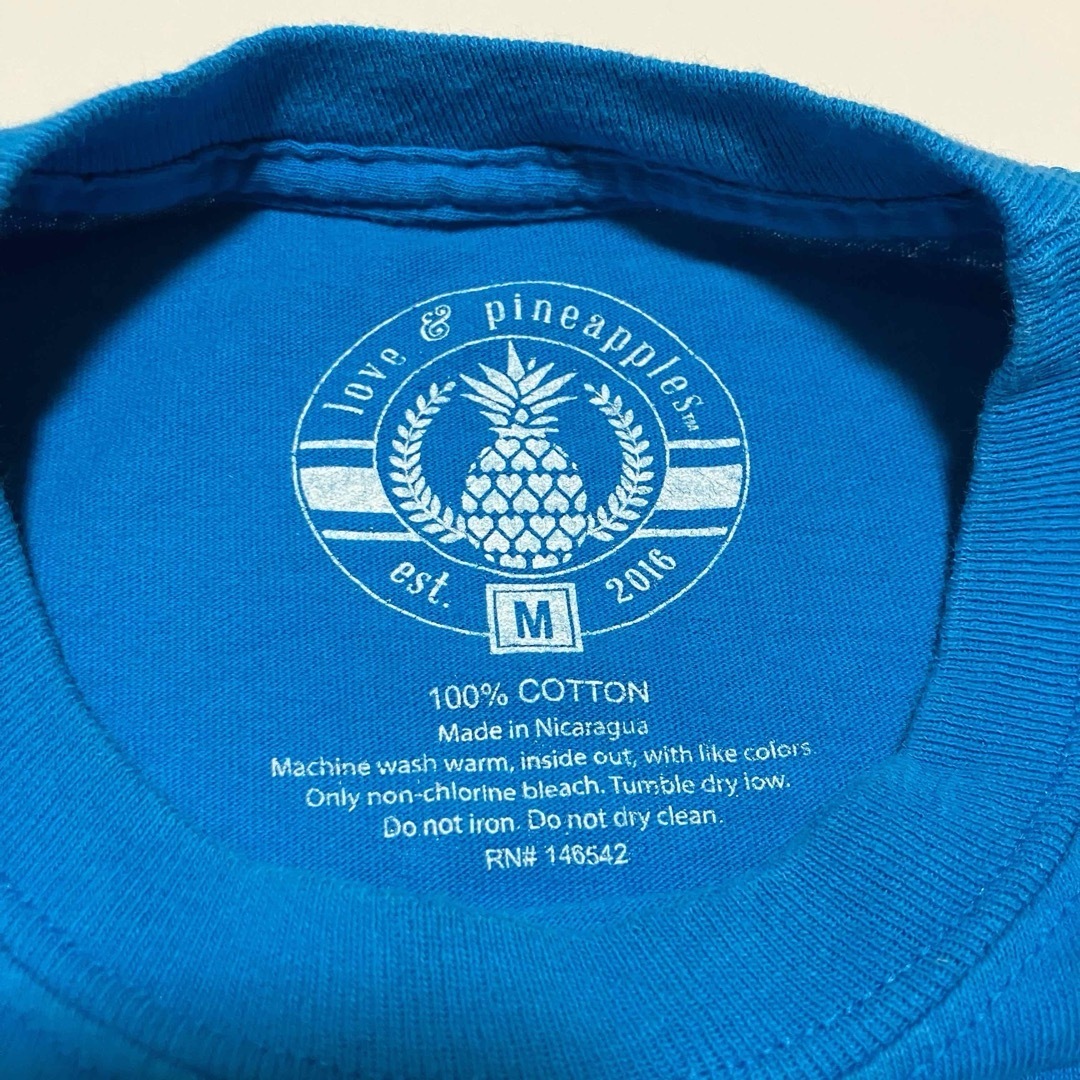 love & pineapples™
est. 2016
M
100% COTTON
Made in Nicaragua
Machine wash warm, inside out, with like colors.
Only non-chlorine bleach. Tumble dry low.
Do not iron. Do not dry clean.
RN# 146542